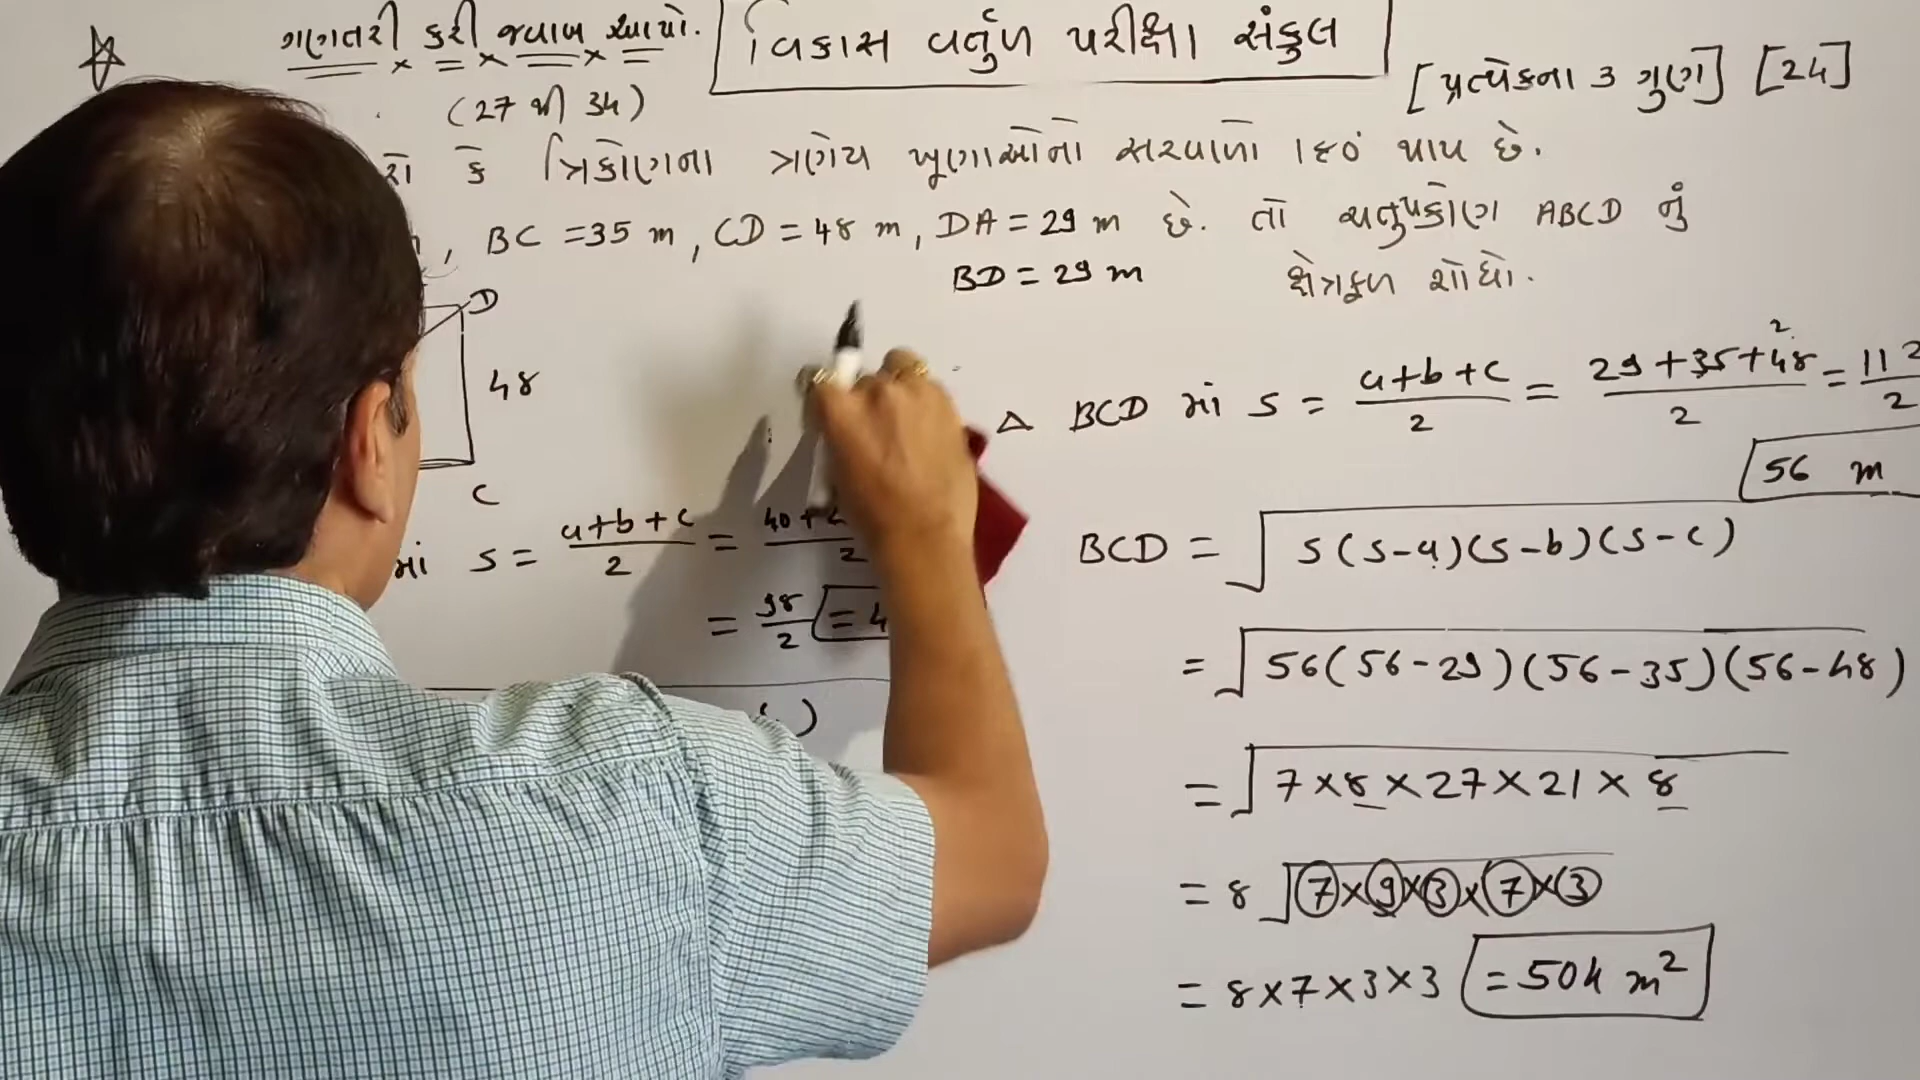 ગણતરી કરી જવાબ આપો.
વિકાસ વર્તુળ પરીક્ષા સંકુલ
[પ્રત્યેકના 3 ગુણ] [24]
(27 થી 34)
કે ત્રિકોણના ત્રણેય ખૂણાઓનો સરવાળો 180 થાય છે.
, BC = 35 m, CD = 48 m, DA = 29 m છે. તો ચતુષ્કોણ ABCD નું
BD = 29 m ક્ષેત્રફળ શોધો.
D
48
C
Δ BCD માં S = a+b+c/2 = 29+35+48/2 = 112/2
56 m
માં S = a+b+c/2 = 40+
= 98/2 = 4
)
BCD = √S(S-a)(S-b)(S-c)
= √56(56-29)(56-35)(56-48)
= √7×8×27×21×8
= 8√7×9×3×7×3
= 8×7×3×3 = 504 m²